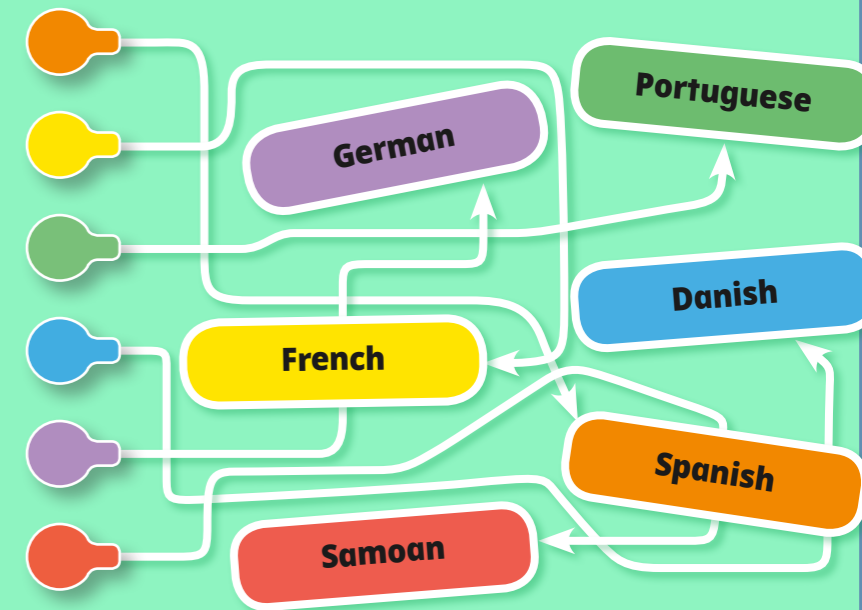 Portuguese
German
Danish
French
Spanish
Samoan